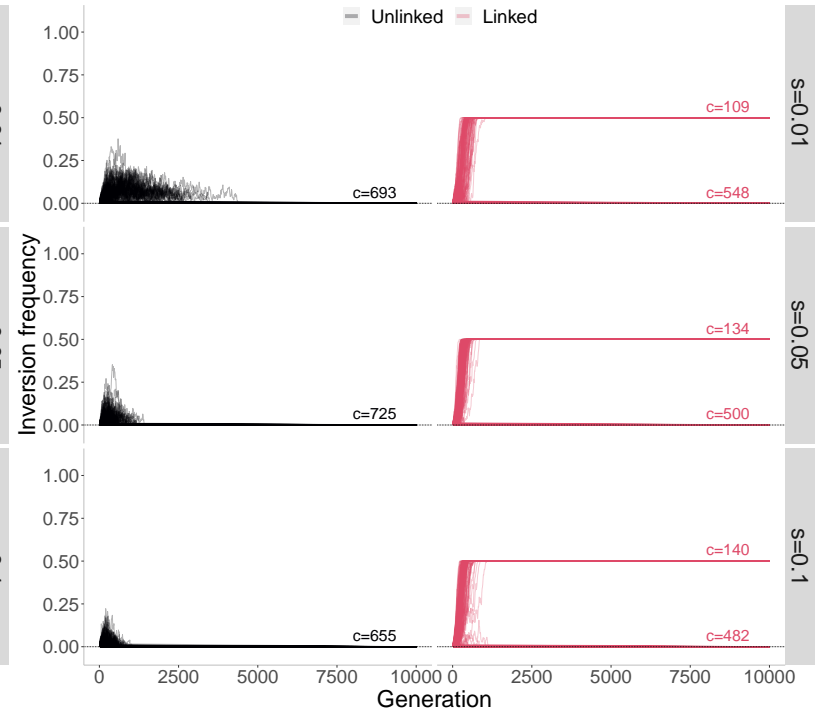 Unlinked Linked
1.00
0.75
0.50
0.25
0.00
c=693
c=109
c=548
s=0.01
Inversion frequency
1.00
0.75
0.50
0.25
0.00
c=725
c=134
c=500
s=0.05
1.00
0.75
0.50
0.25
0.00
c=655
c=140
c=482
s=0.1
0 2500 5000 7500 10000 0 2500 5000 7500 10000
Generation